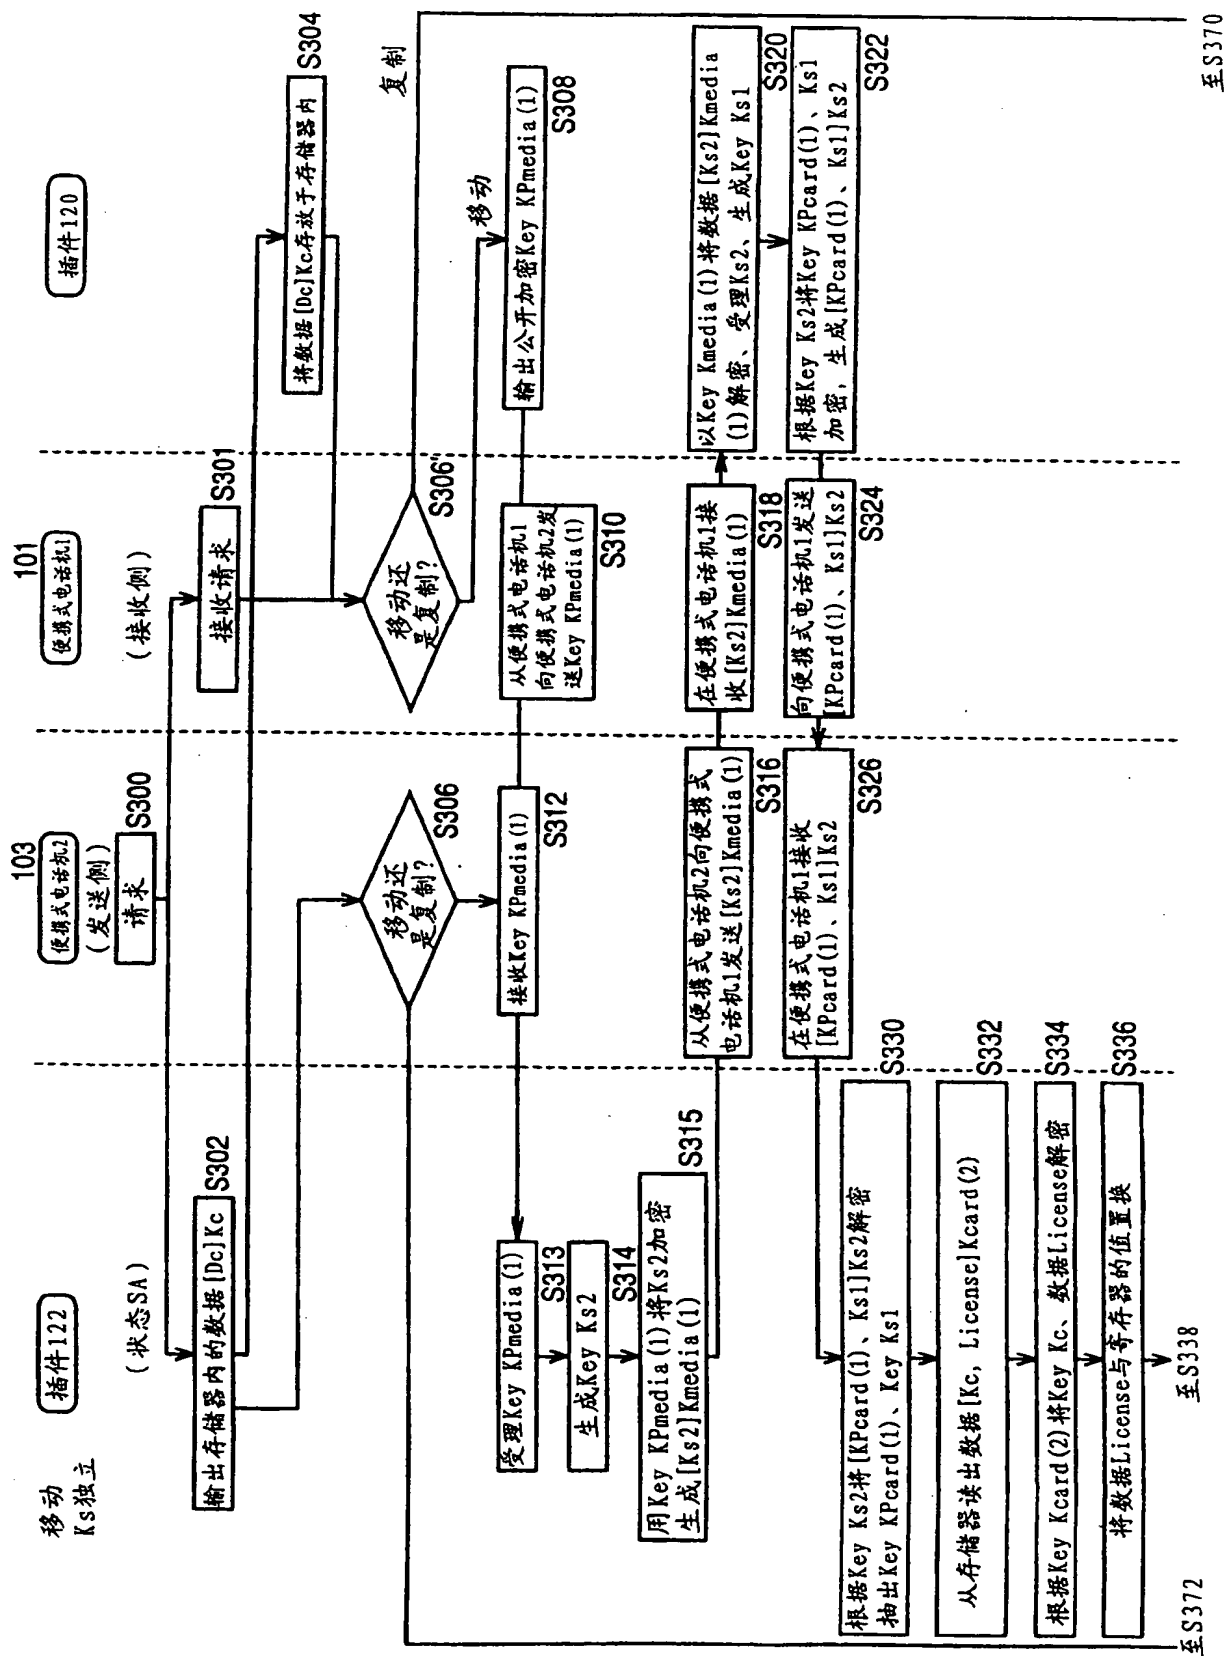 移动
Ks独立
插件122
103
便携式电话机2
(发送侧)
101
便携式电话机1
(接收侧)
插件120
(状态SA)
请求
S300
接收请求
S301
输出存储器内的数据[Dc]Kc
S302
将数据[Dc]Kc存放于存储器内
S304
移动还
是复制?
S306
移动还
是复制?
S306'
复制
移动
输出公开加密Key KPmedia(1)
S308
从便携式电话机1
向便携式电话机2发
送Key KPmedia(1)
S310
接收Key KPmedia(1)
S312
受理Key KPmedia(1)
S313
生成Key Ks2
S314
用Key KPmedia(1)将Ks2加密
生成[Ks2]Kmedia(1)
S315
从便携式电话机2向便携式
电话机1发送[Ks2]Kmedia(1)
S316
在便携式电话机1接
收[Ks2]Kmedia(1)
S318
以Key Kmedia(1)将数据[Ks2]Kmedia
(1)解密、受理Ks2、生成Key Ks1
S320
根据Key Ks2将Key KPcard(1)、Ks1
加密,生成[KPcard(1)、Ks1]Ks2
S322
向便携式电话机1发送
[KPcard(1)、Ks1]Ks2
S324
在便携式电话机1接收
[KPcard(1)、Ks1]Ks2
S326
根据Key Ks2将[KPcard(1)、Ks1]Ks2解密
抽出Key KPcard(1)、Key Ks1
S330
从存储器读出数据[Kc, License]Kcard(2)
S332
根据Key Kcard(2)将Key Kc、数据License解密
S334
将数据License与寄存器的值置换
S336
至S372
至S338
至S370